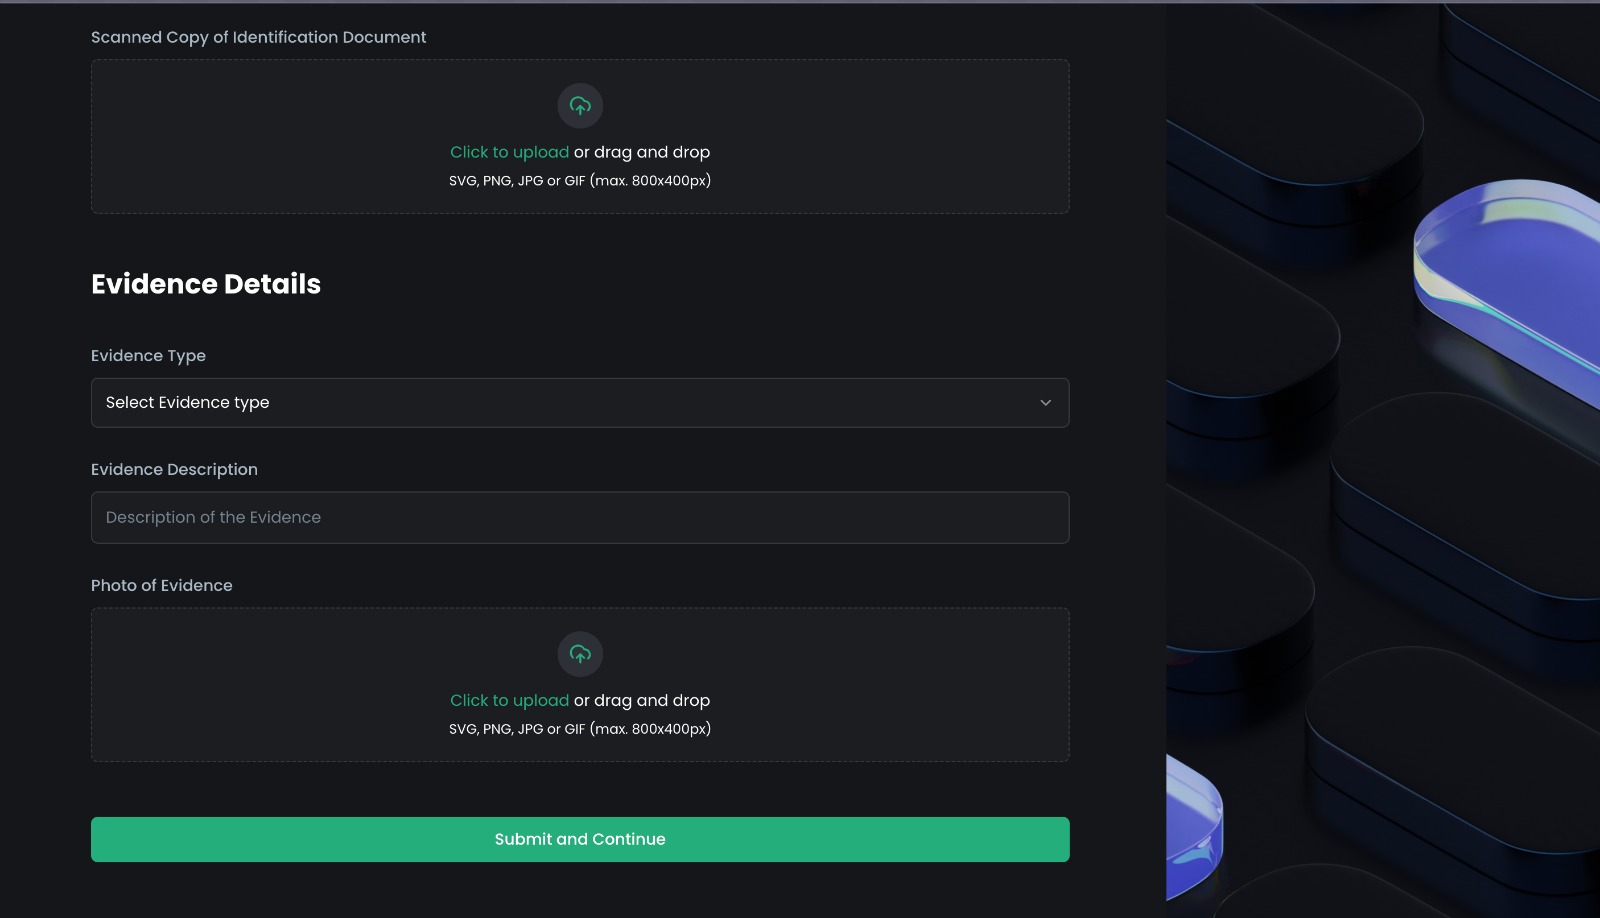 Scanned Copy of Identification Document
Click to upload or drag and drop
SVG, PNG, JPG or GIF (max. 800x400px)
Evidence Details
Evidence Type
Select Evidence type
Evidence Description
Description of the Evidence
Photo of Evidence
Click to upload or drag and drop
SVG, PNG, JPG or GIF (max. 800x400px)
Submit and Continue